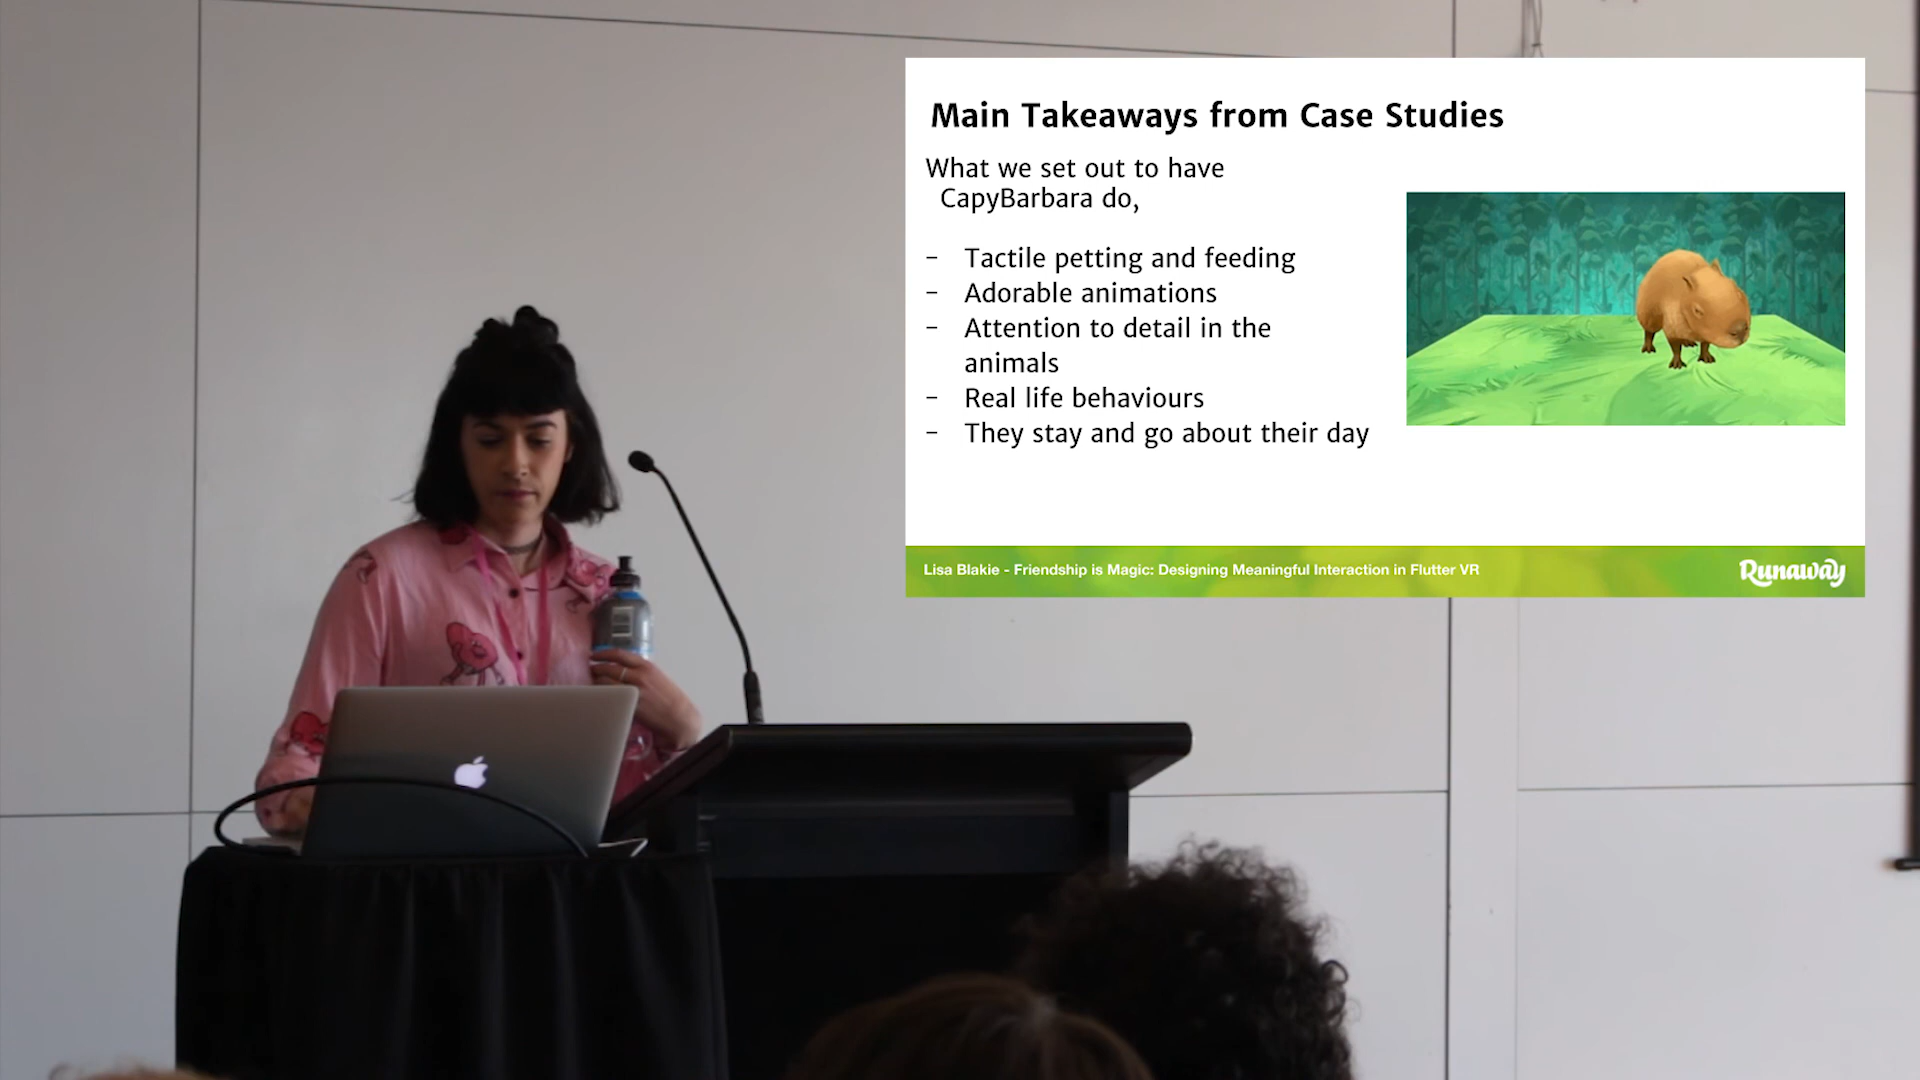 Main Takeaways from Case Studies
What we set out to have
CapyBarbara do,
- Tactile petting and feeding
- Adorable animations
- Attention to detail in the
animals
- Real life behaviours
- They stay and go about their day
Lisa Blakie - Friendship is Magic: Designing Meaningful Interaction in Flutter VR
Runaway